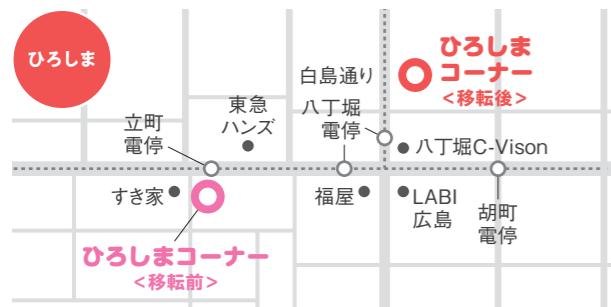 ひろしま
ひろしま
コーナー
<移転後>
白島通り
八丁堀
電停
東急
ハンズ
立町
電停
八丁堀C-Vison
すき家
福屋
LABI
広島
胡町
電停
ひろしまコーナー
<移転前>